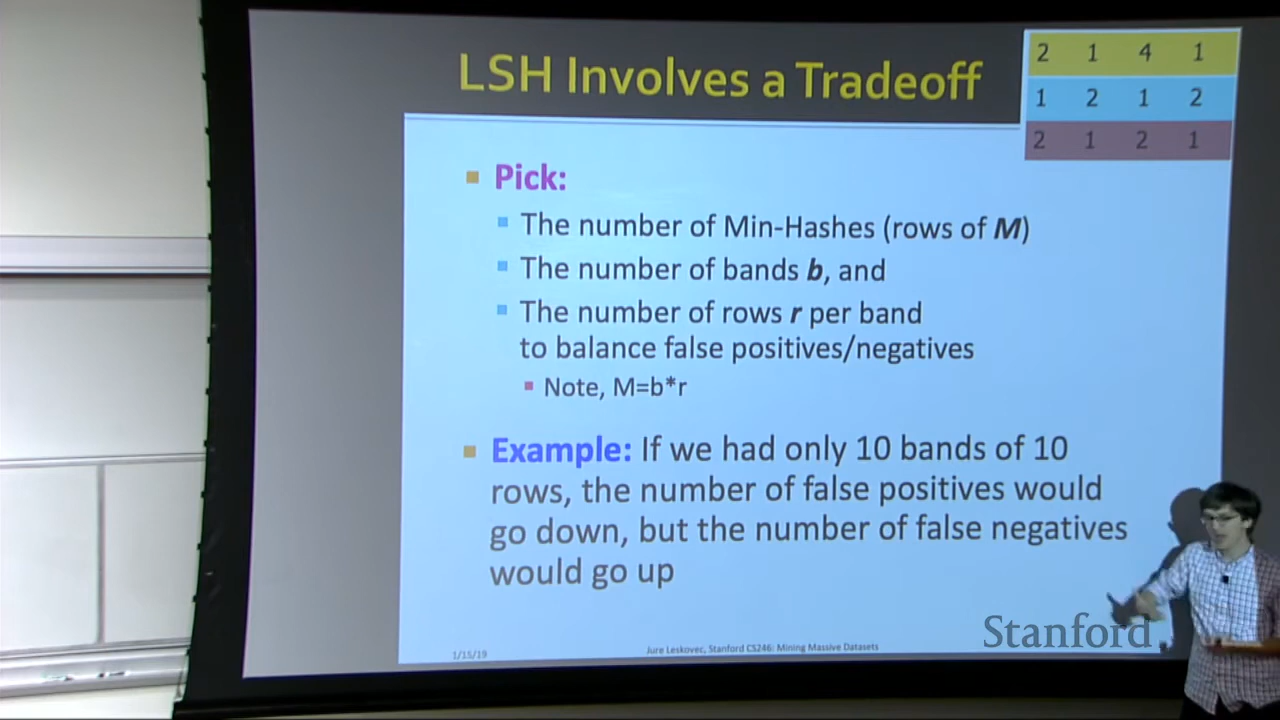 LSH Involves a Tradeoff
2 1 4 1
1 2 1 2
2 1 2 1
Pick:
The number of Min-Hashes (rows of M)
The number of bands b, and
The number of rows r per band
to balance false positives/negatives
Note, M=b*r
Example: If we had only 10 bands of 10
rows, the number of false positives would
go down, but the number of false negatives
would go up
1/15/19
Jure Leskovec, Stanford CS246: Mining Massive Datasets
Stanford